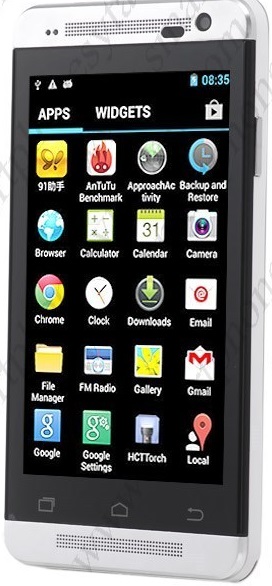 08:35
APPS WIDGETS
91助手 AnTuTu Benchmark ApproachAc tivity Backup and Restore
Browser Calculator Calendar Camera
31
Chrome Clock Downloads Email
File Manager FM Radio Gallery Gmail
Google Google Settings HCTTorch Local